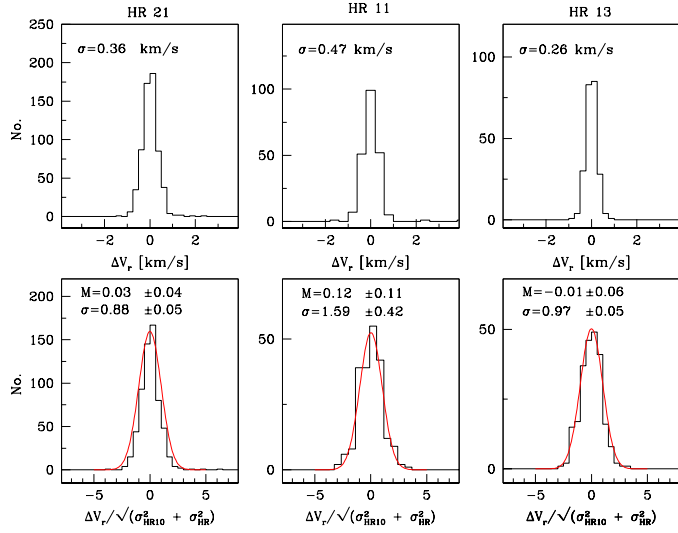 HR 21
HR 11
HR 13
σ=0.36 km/s
σ=0.47 km/s
σ=0.26 km/s
250
200
150
100
50
0
No.
100
50
0
100
50
0
−2 0 2
−2 0 2
−2 0 2
ΔV_r [km/s]
ΔV_r [km/s]
ΔV_r [km/s]
M=0.03 ±0.04
σ=0.88 ±0.05
M=0.12 ±0.11
σ=1.59 ±0.42
M=−0.01 ±0.06
σ=0.97 ±0.05
200
150
100
50
0
No.
50
0
50
0
−5 0 5
−5 0 5
−5 0 5
ΔV_r/√(σ²_HR10 + σ²_HR)
ΔV_r/√(σ²_HR10 + σ²_HR)
ΔV_r/√(σ²_HR10 + σ²_HR)